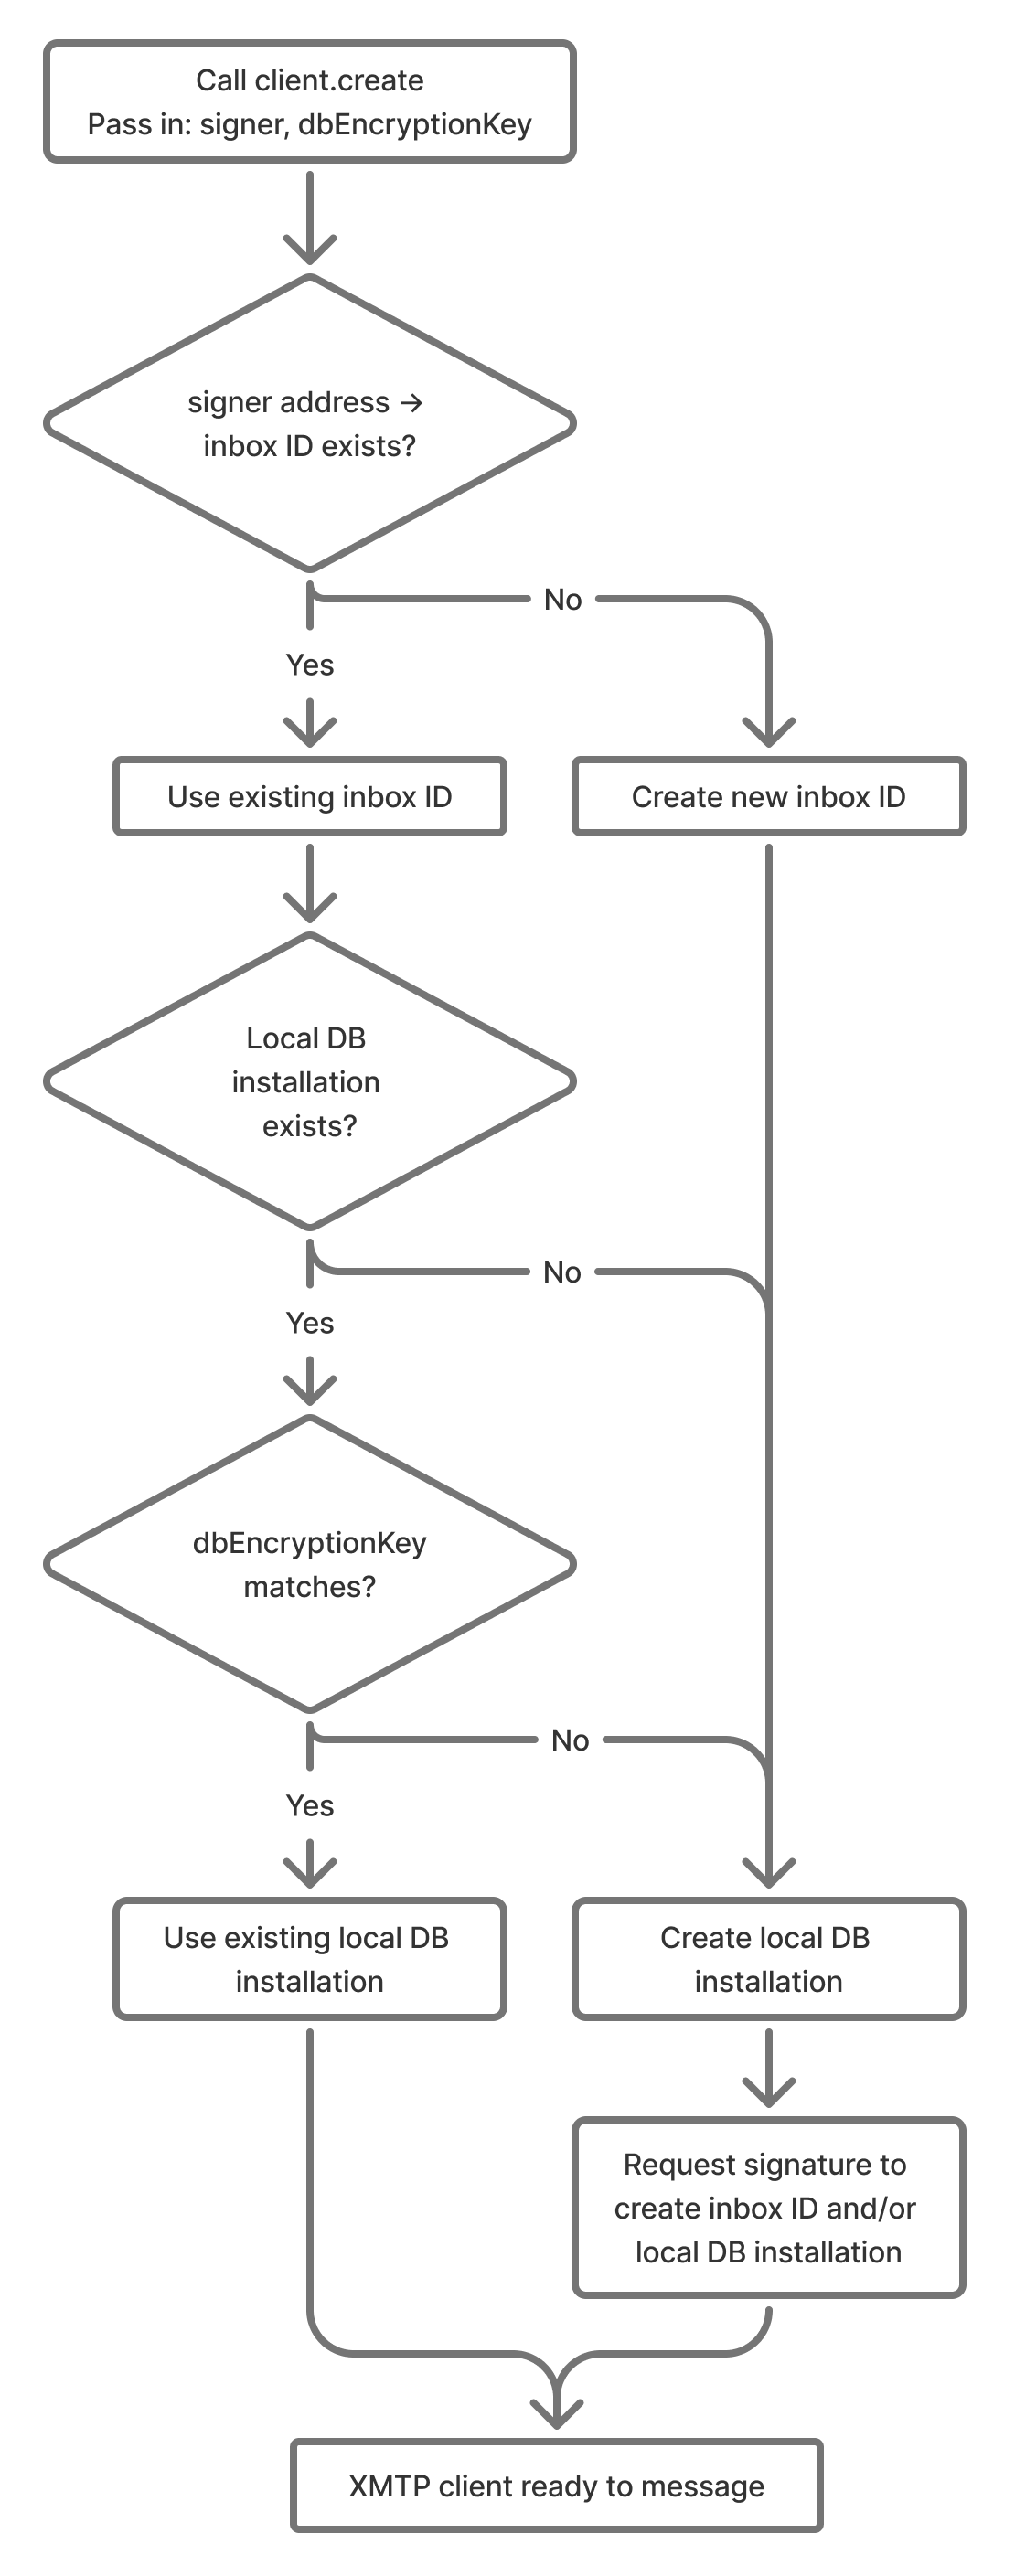 Call client.create
Pass in: signer, dbEncryptionKey
signer address →
inbox ID exists?
No
Yes
Use existing inbox ID
Create new inbox ID
Local DB
installation
exists?
No
Yes
dbEncryptionKey
matches?
No
Yes
Use existing local DB
installation
Create local DB
installation
Request signature to
create inbox ID and/or
local DB installation
XMTP client ready to message